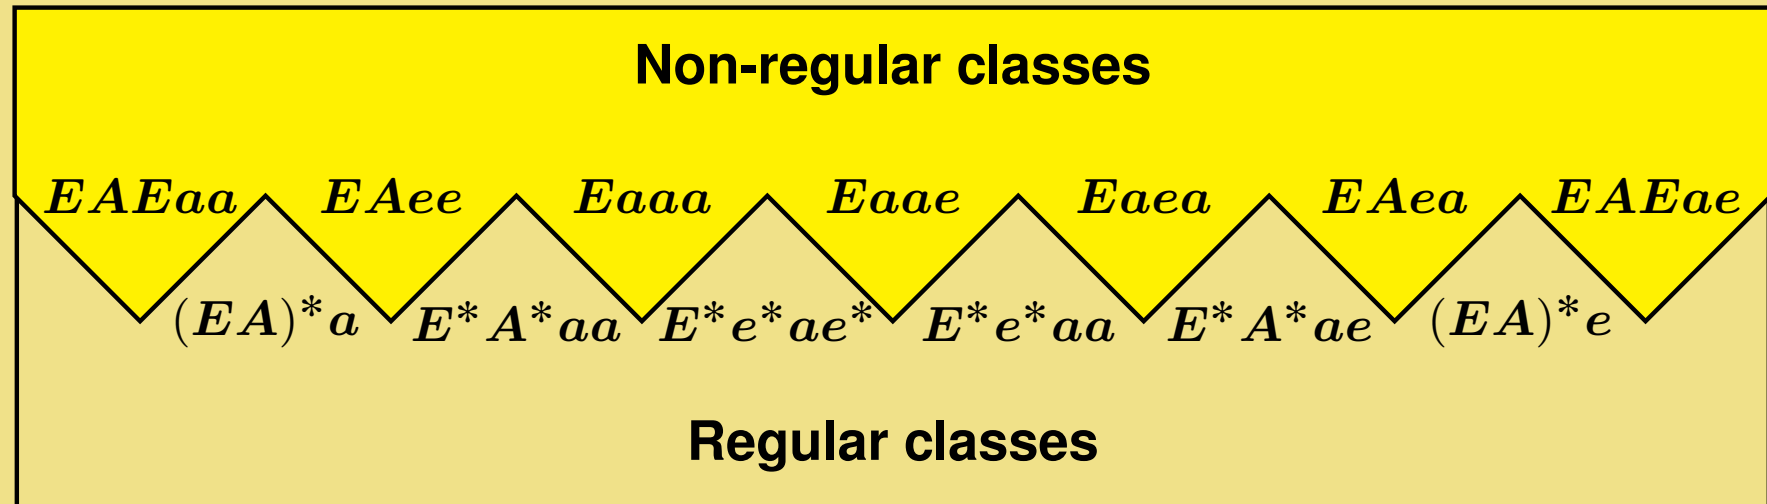 Non-regular classes
EAEaa EAee Eaaa Eaae Eaea EAea EAEae
(EA)*a E*A*aa E*e*ae* E*e*aa E*A*ae (EA)*e
Regular classes